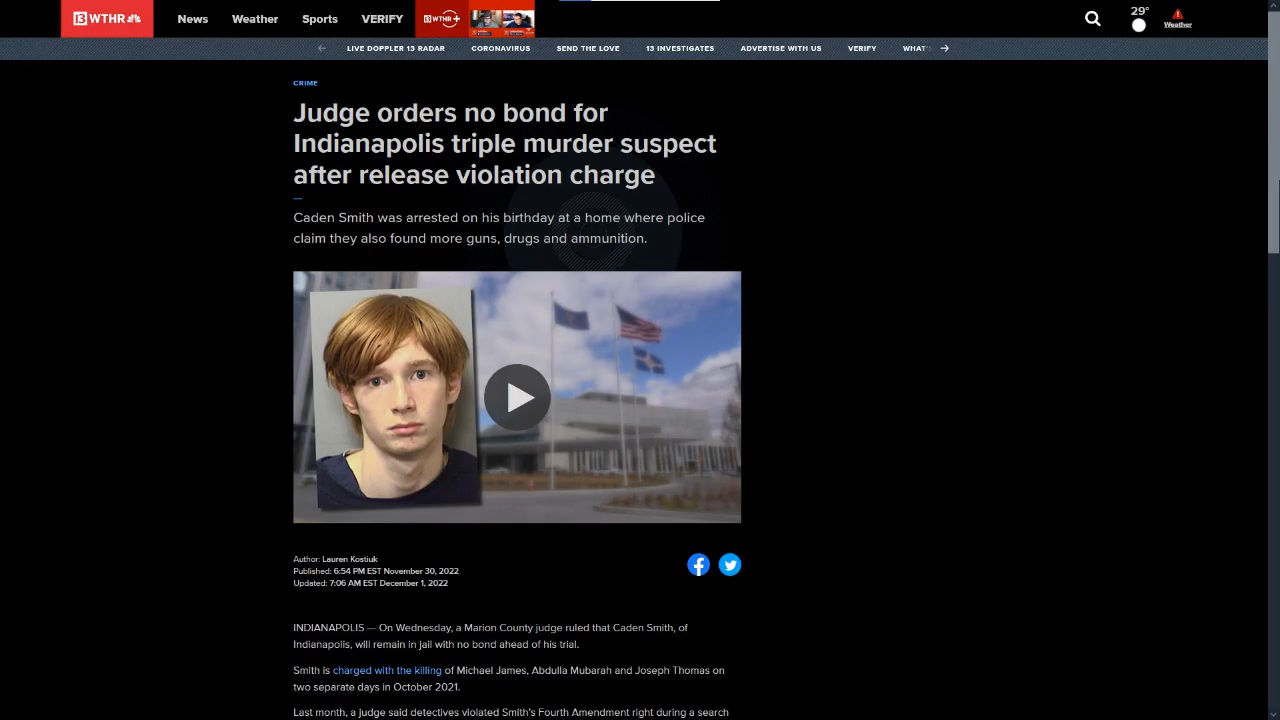 13 WTHR
News
Weather
Sports
VERIFY
13 WTHR +
29°
Weather
LIVE DOPPLER 13 RADAR
CORONAVIRUS
SEND THE LOVE
13 INVESTIGATES
ADVERTISE WITH US
VERIFY
WHAT'
CRIME
Judge orders no bond for
Indianapolis triple murder suspect
after release violation charge
Caden Smith was arrested on his birthday at a home where police
claim they also found more guns, drugs and ammunition.
Author: Lauren Kostiuk
Published: 6:54 PM EST November 30, 2022
Updated: 7:06 AM EST December 1, 2022
INDIANAPOLIS — On Wednesday, a Marion County judge ruled that Caden Smith, of
Indianapolis, will remain in jail with no bond ahead of his trial.
Smith is charged with the killing of Michael James, Abdulla Mubarah and Joseph Thomas on
two separate days in October 2021.
Last month, a judge said detectives violated Smith's Fourth Amendment right during a search